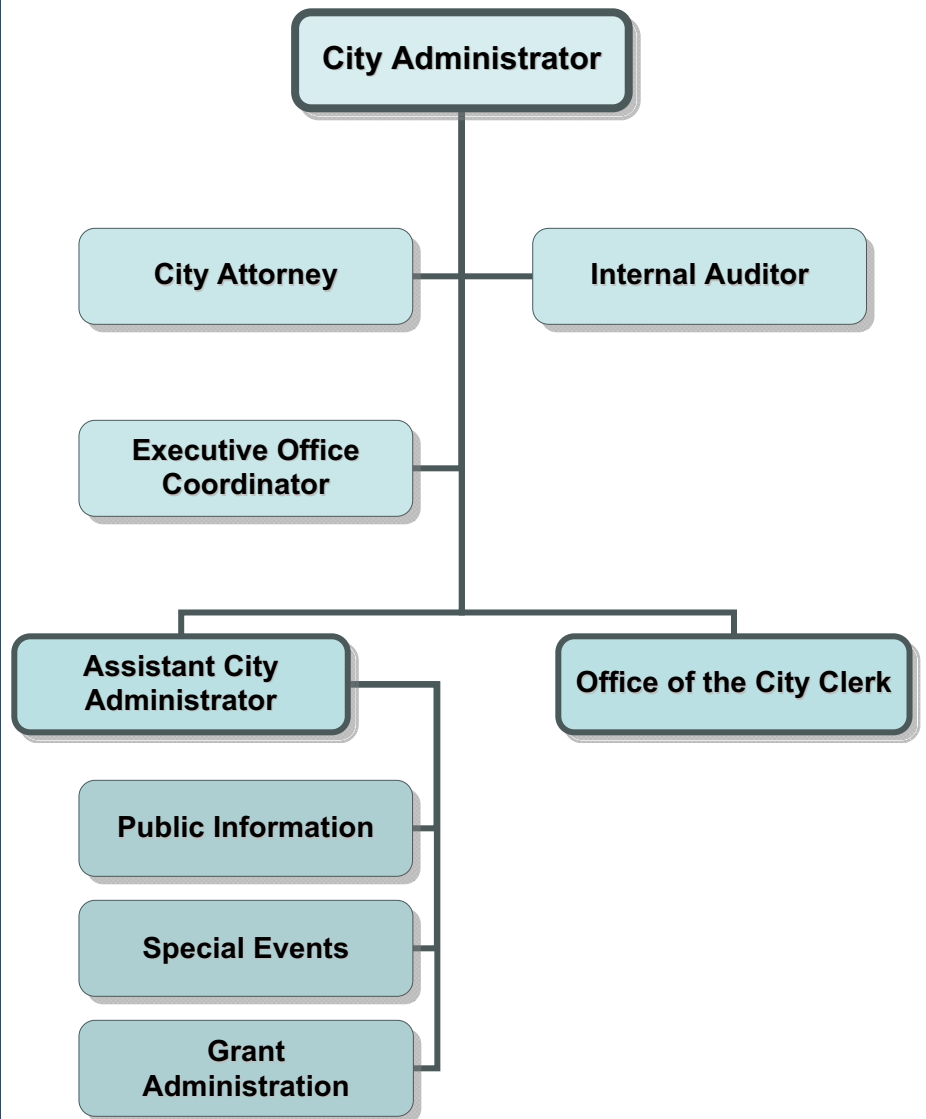 City Administrator
City Attorney
Internal Auditor
Executive Office
Coordinator
Assistant City
Administrator
Office of the City Clerk
Public Information
Special Events
Grant
Administration